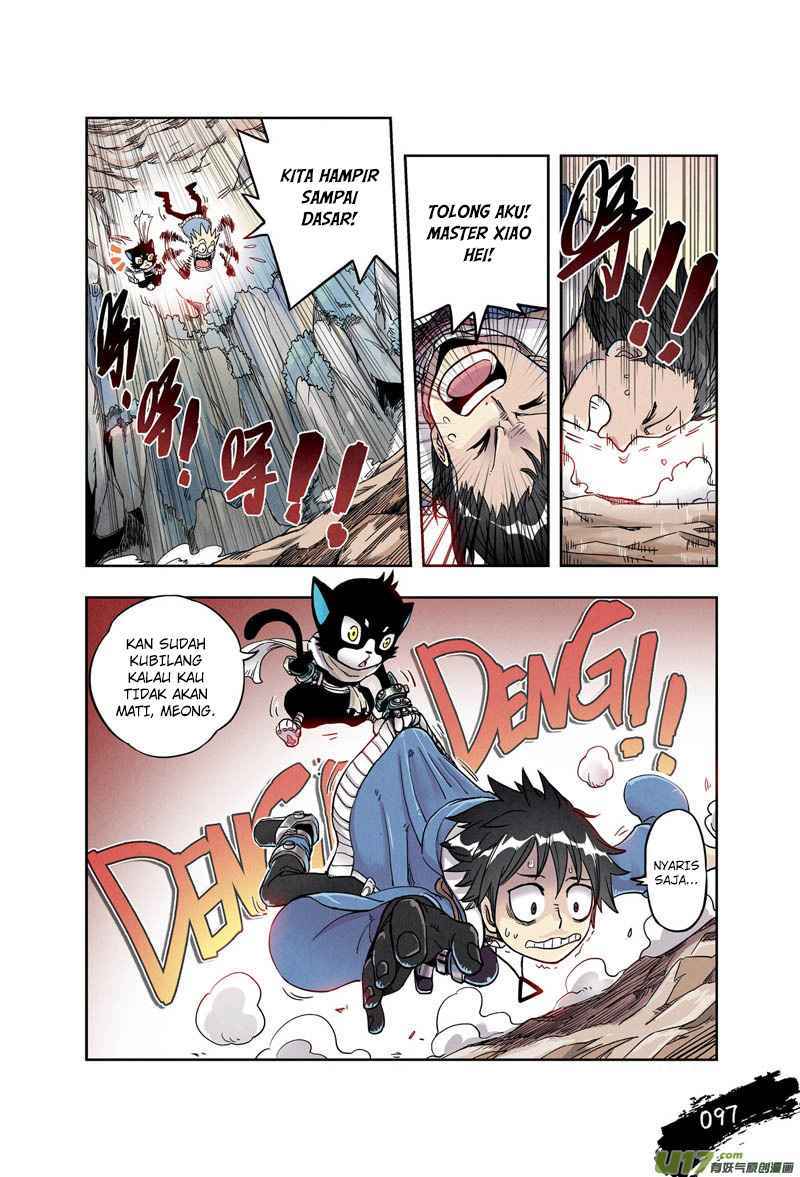 KITA HAMPIR
SAMPAI
DASAR!
呀!
呀!
呀!!
TOLONG AKU!
MASTER XIAO
HEI!
呀!!
KAN SUDAH
KUBILANG
KALAU KAU
TIDAK AKAN
MATI, MEONG.
DENG!
DENG!!
NYARIS
SAJA...
097
U17 有妖气原创漫画